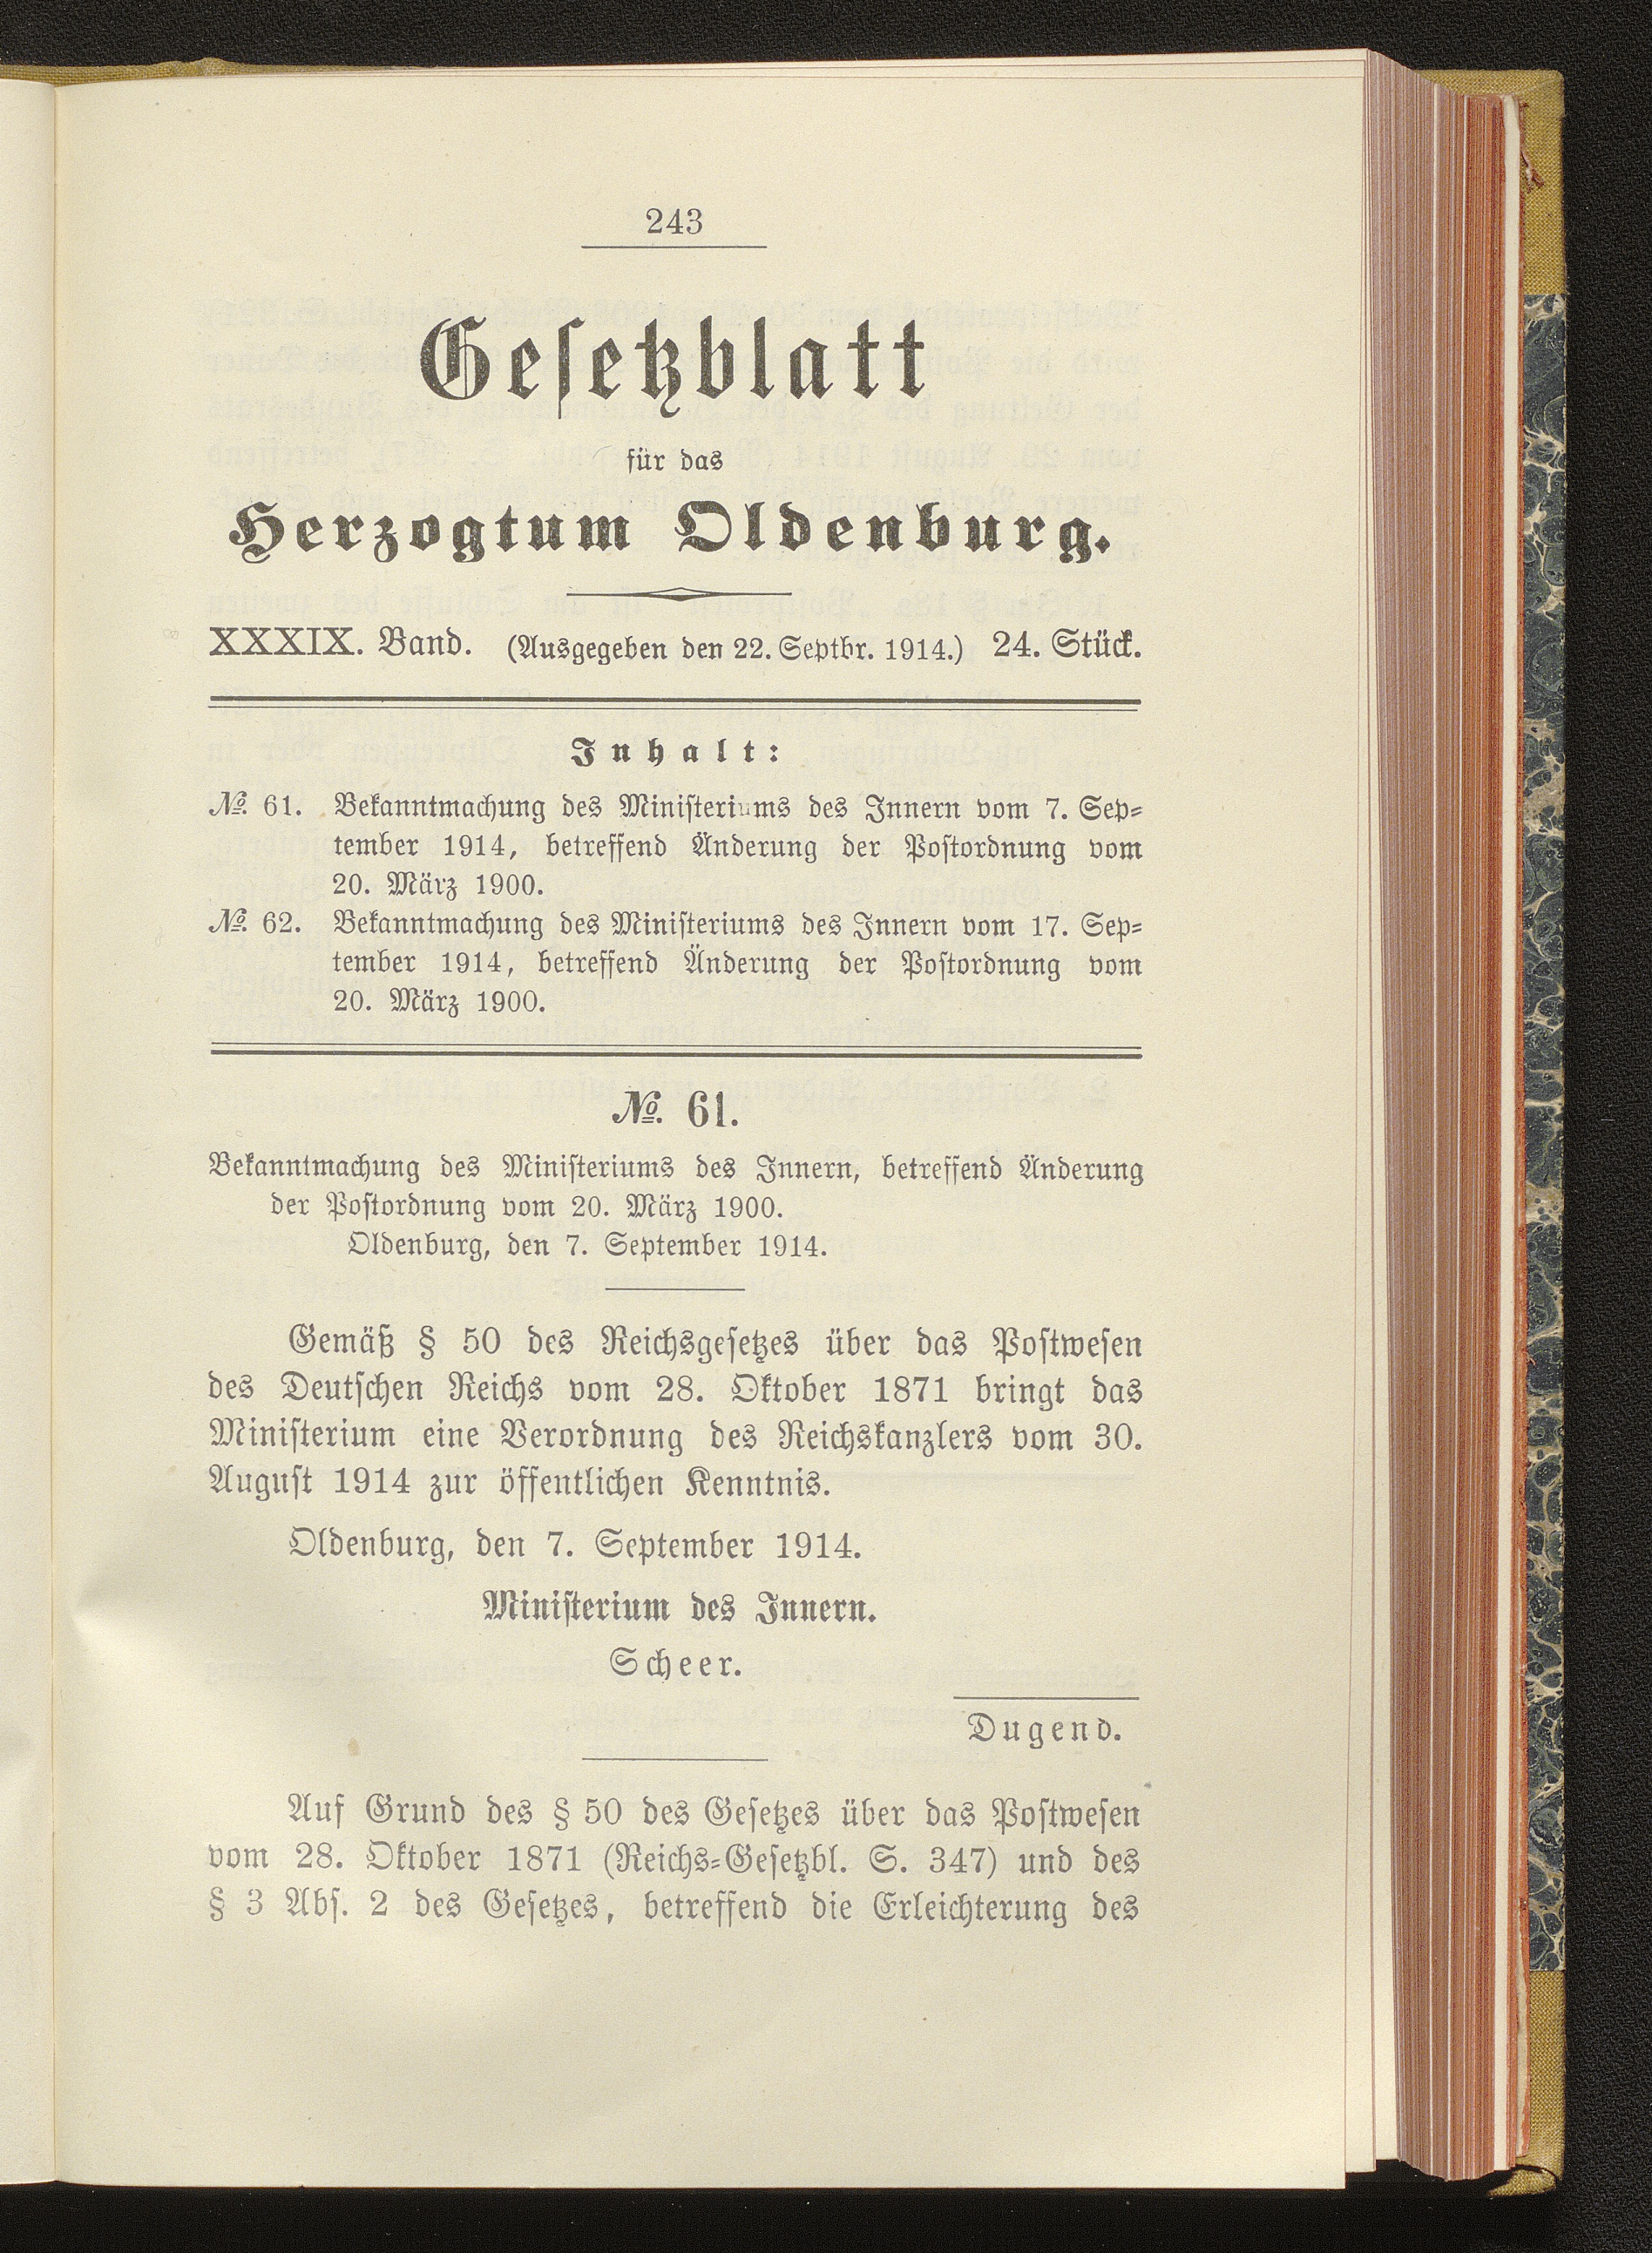 243
Gesetzblatt
für das
Herzogtum Oldenburg.
XXXIX. Band. (Ausgegeben den 22. Septbr. 1914.) 24. Stück.
Inhalt:
№. 61. Bekanntmachung des Ministeriums des Innern vom 7. Sep-
tember 1914, betreffend Änderung der Postordnung vom
20. März 1900.
№. 62. Bekanntmachung des Ministeriums des Innern vom 17. Sep-
tember 1914, betreffend Änderung der Postordnung vom
20. März 1900.
№. 61.
Bekanntmachung des Ministeriums des Innern, betreffend Änderung
der Postordnung vom 20. März 1900.
Oldenburg, den 7. September 1914.
Gemäß § 50 des Reichsgesetzes über das Postwesen
des Deutschen Reichs vom 28. Oktober 1871 bringt das
Ministerium eine Verordnung des Reichskanzlers vom 30.
August 1914 zur öffentlichen Kenntnis.
Oldenburg, den 7. September 1914.
Ministerium des Innern.
Scheer.
Dugend.
Auf Grund des § 50 des Gesetzes über das Postwesen
vom 28. Oktober 1871 (Reichs-Gesetzbl. S. 347) und des
§ 3 Abs. 2 des Gesetzes, betreffend die Erleichterung des